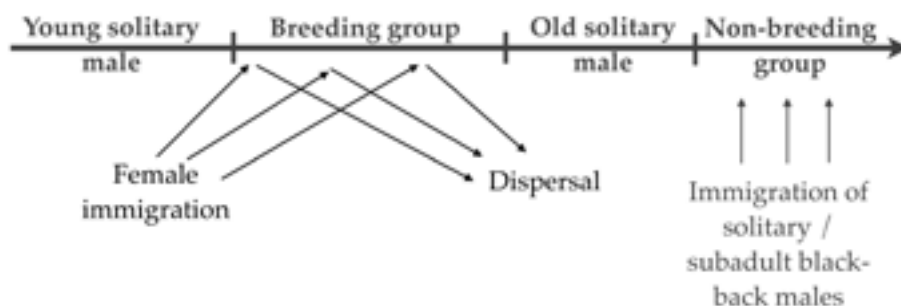 Young solitary male
Breeding group
Old solitary male
Non-breeding group
Female
immigration
Dispersal
Immigration of
solitary /
subadult black-
back males